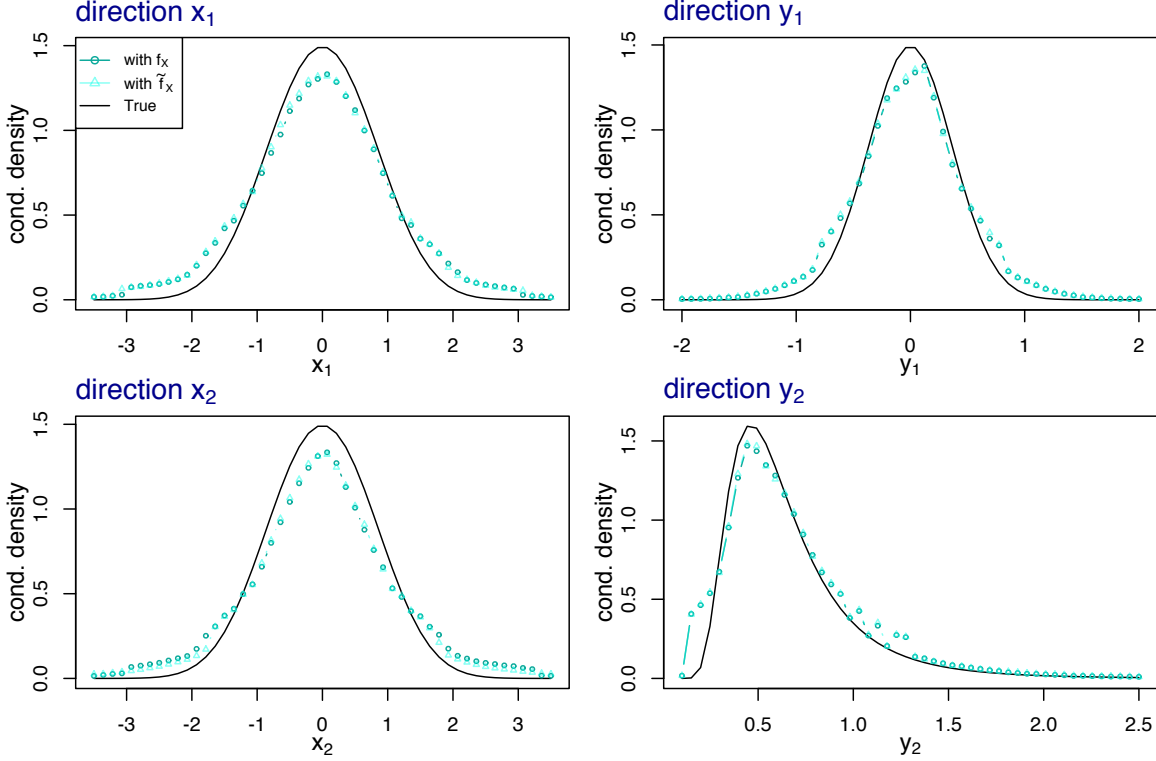 direction x₁
with f_X
with f̃_X
True
cond. density
0.0 0.5 1.0 1.5
-3 -2 -1 0 1 2 3
x₁
direction y₁
cond. density
0.0 0.5 1.0 1.5
-2 -1 0 1 2
y₁
direction x₂
cond. density
0.0 0.5 1.0 1.5
-3 -2 -1 0 1 2 3
x₂
direction y₂
cond. density
0.0 0.5 1.0 1.5
0.5 1.0 1.5 2.0 2.5
y₂